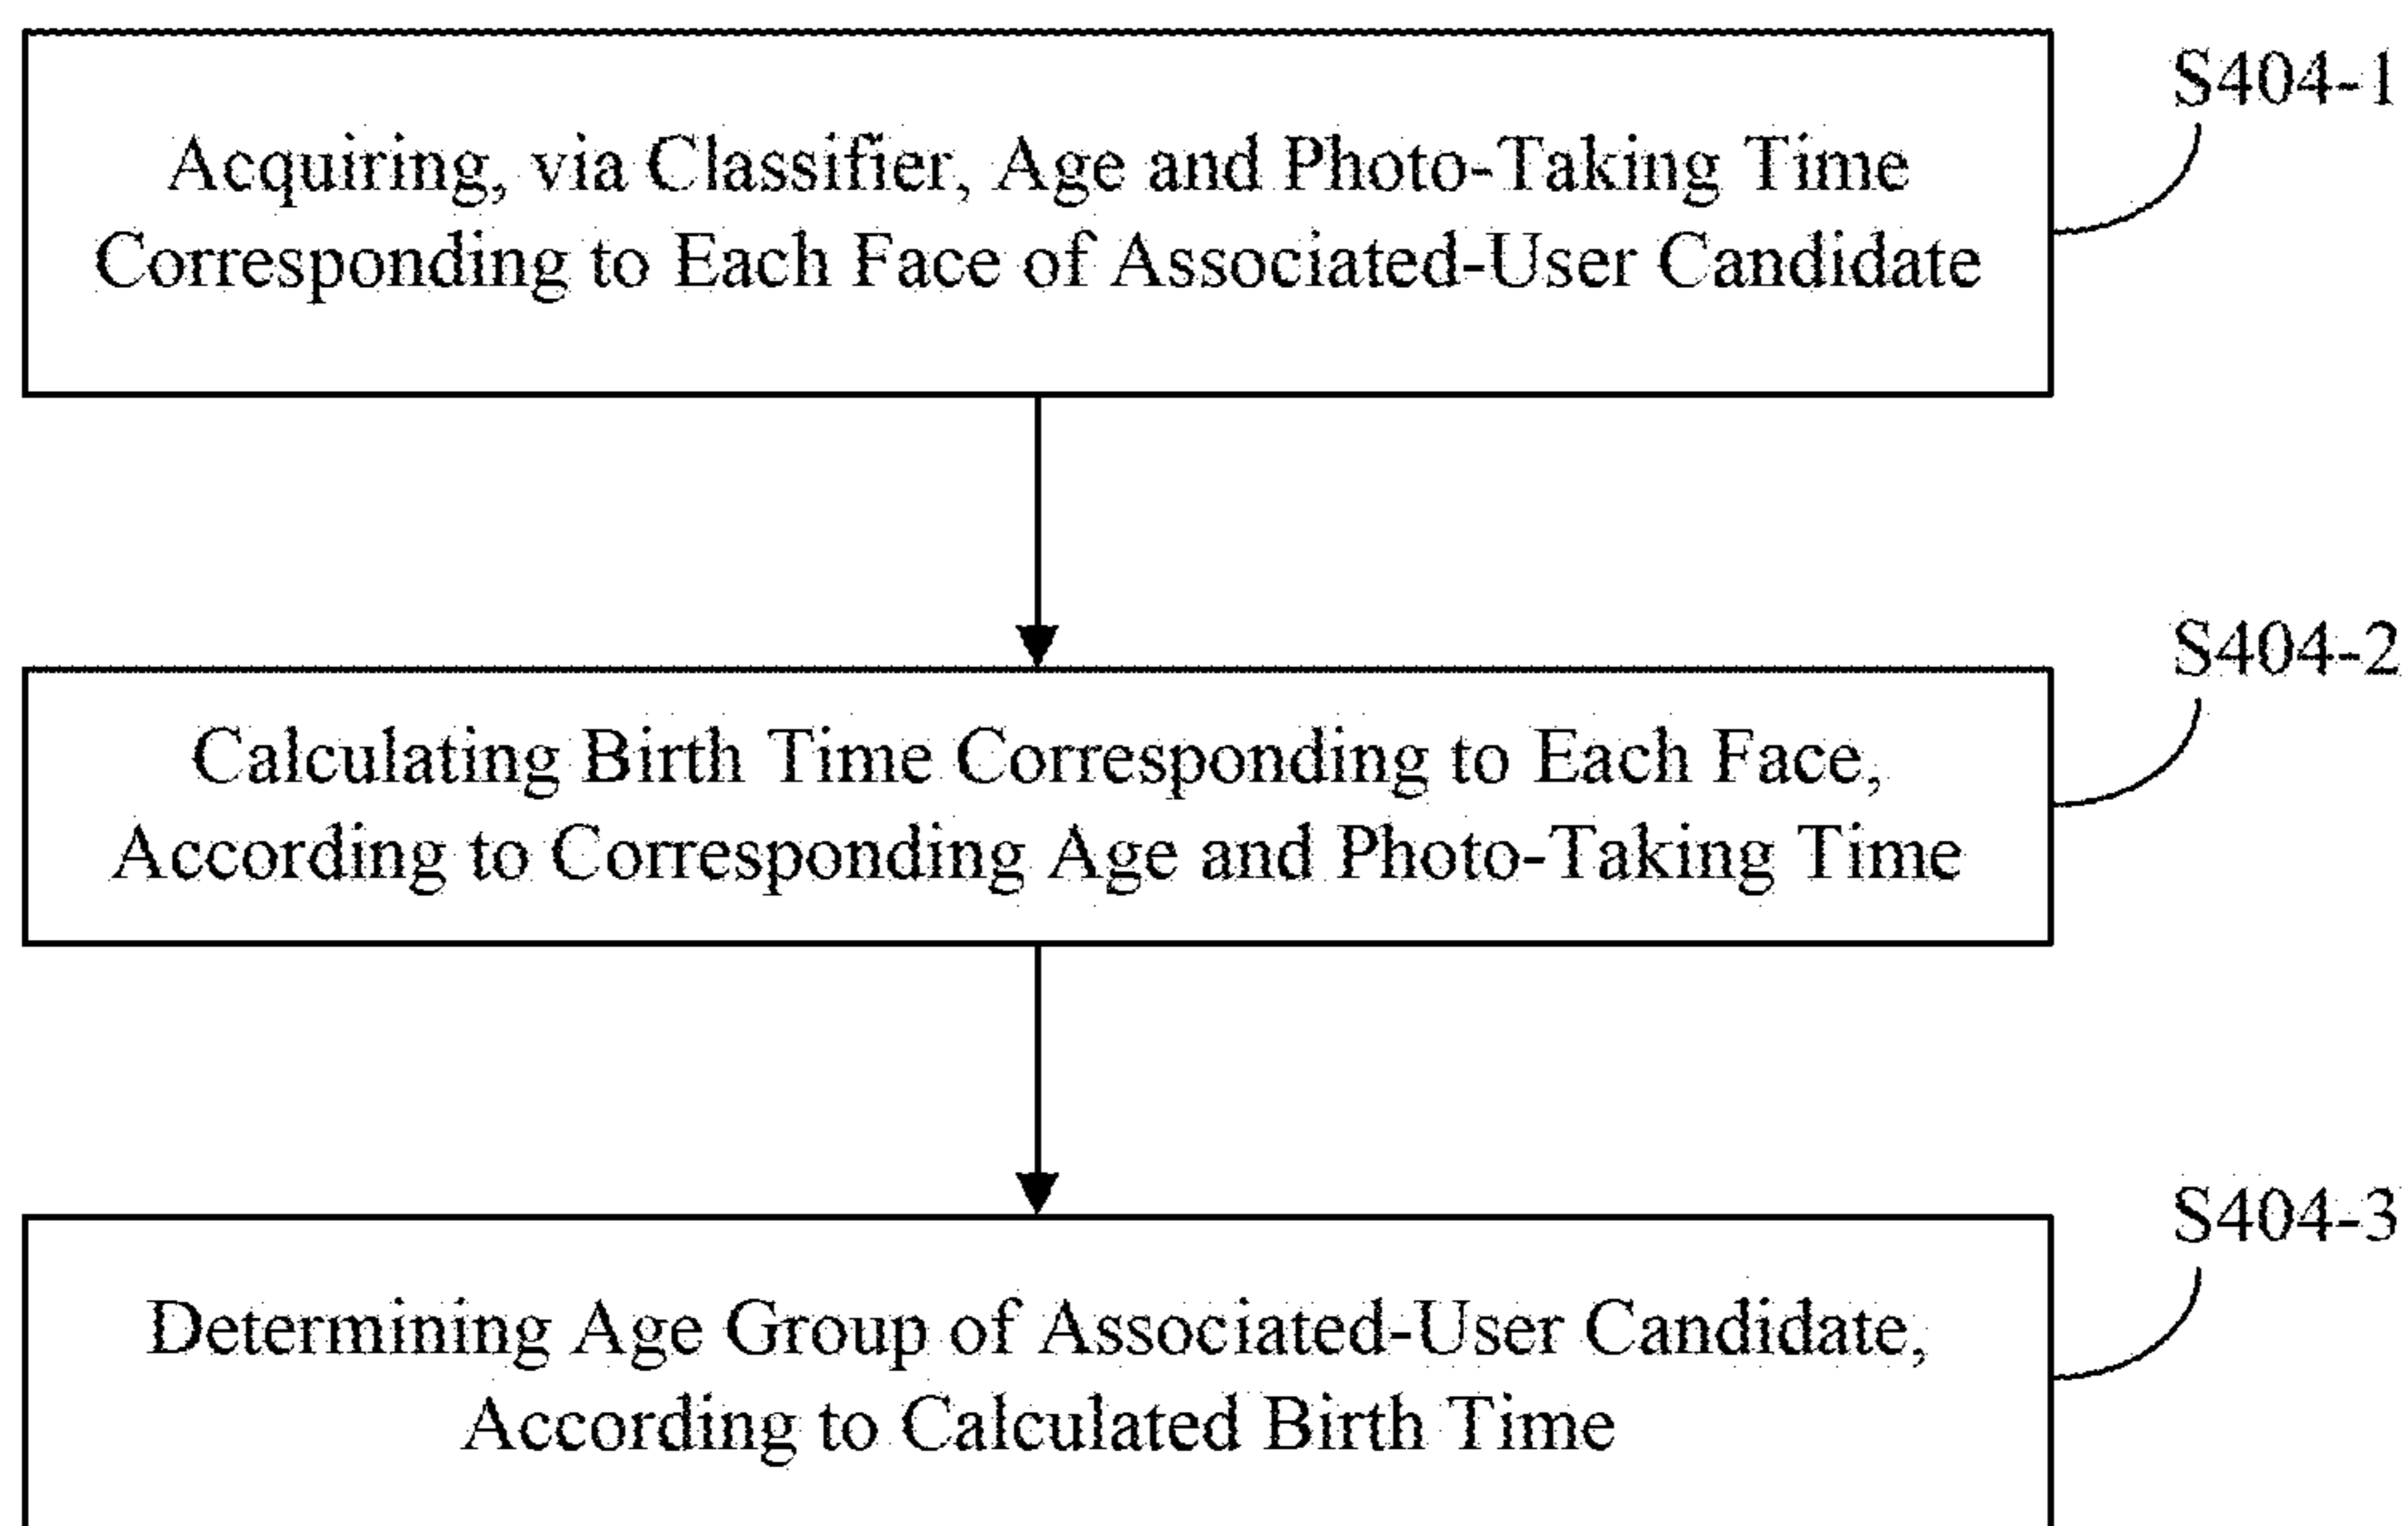 S404-1
Acquiring, via Classifier, Age and Photo-Taking Time
Corresponding to Each Face of Associated-User Candidate
S404-2
Calculating Birth Time Corresponding to Each Face,
According to Corresponding Age and Photo-Taking Time
S404-3
Determining Age Group of Associated-User Candidate,
According to Calculated Birth Time